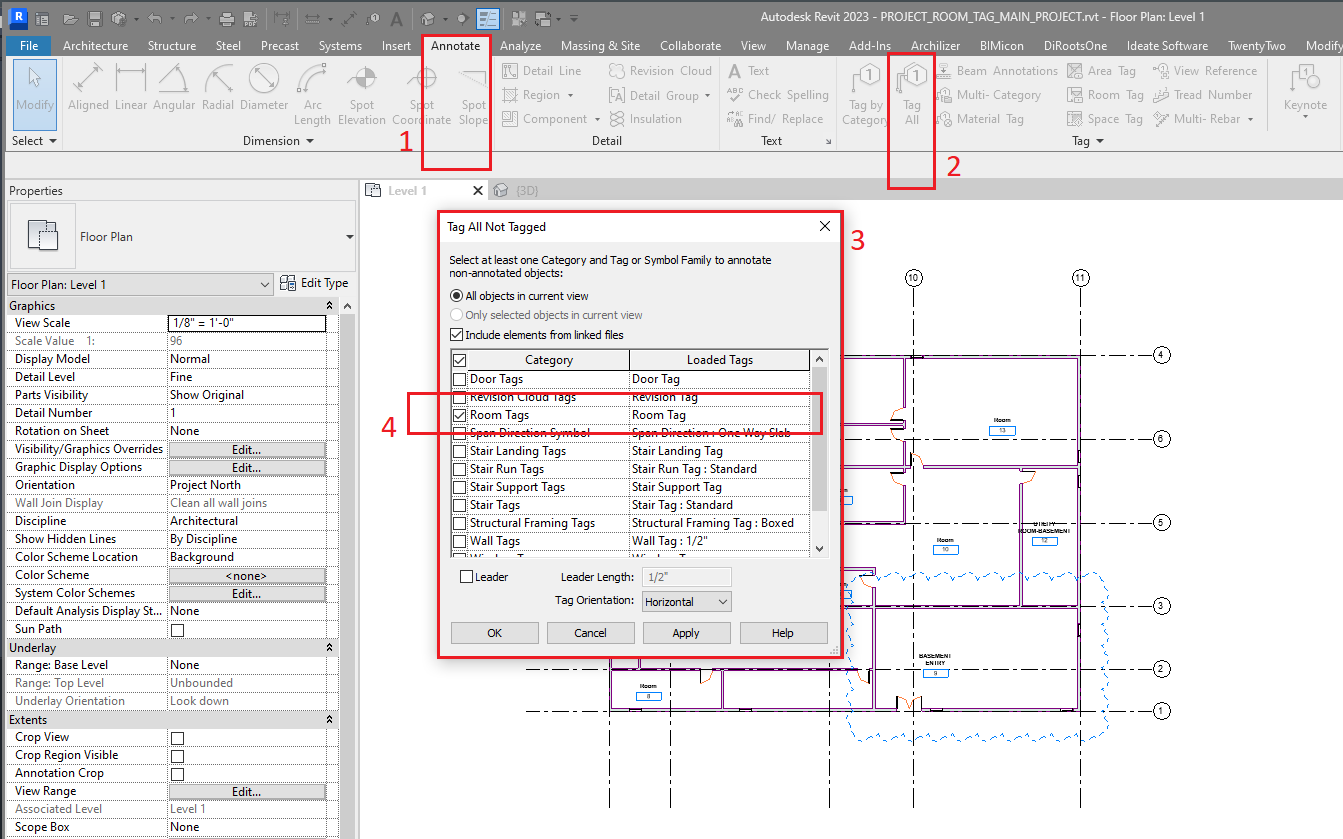 Autodesk Revit 2023 - PROJECT_ROOM_TAG_MAIN_PROJECT.rvt - Floor Plan: Level 1
File Architecture Structure Steel Precast Systems Insert Annotate Analyze Massing & Site Collaborate View Manage Add-Ins Archilizer BIMicon DiRootsOne Ideate Software TwentyTwo Modify
Modify
Select
Aligned Linear Angular Radial Diameter
Arc Length
Spot Elevation
Spot Coordinate
Spot Slope
Dimension
Detail Line Revision Cloud
Region Detail Group
Component Insulation
Detail
Text
Check Spelling
Find/ Replace
Text
Tag by Category
Tag All
Beam Annotations Area Tag View Reference
Multi- Category Room Tag Tread Number
Material Tag Space Tag Multi- Rebar
Tag
Keynote
1
2
Properties
Floor Plan
Floor Plan: Level 1 Edit Type
Graphics
View Scale 1/8" = 1'-0"
Scale Value 1: 96
Display Model Normal
Detail Level Fine
Parts Visibility Show Original
Detail Number 1
Rotation on Sheet None
Visibility/Graphics Overrides Edit...
Graphic Display Options Edit...
Orientation Project North
Wall Join Display Clean all wall joins
Discipline Architectural
Show Hidden Lines By Discipline
Color Scheme Location Background
Color Scheme <none>
System Color Schemes Edit...
Default Analysis Display St... None
Sun Path
Underlay
Range: Base Level None
Range: Top Level Unbounded
Underlay Orientation Look down
Extents
Crop View
Crop Region Visible
Annotation Crop
View Range Edit...
Associated Level Level 1
Scope Box None
Level 1 {3D}
Tag All Not Tagged
3
Select at least one Category and Tag or Symbol Family to annotate
non-annotated objects:
All objects in current view
Only selected objects in current view
Include elements from linked files
Category Loaded Tags
Door Tags Door Tag
Revision Cloud Tags Revision Tag
4
Room Tags Room Tag
Span Direction Symbol Span Direction : One Way Slab
Stair Landing Tags Stair Landing Tag
Stair Run Tags Stair Run Tag : Standard
Stair Support Tags Stair Support Tag
Stair Tags Stair Tag : Standard
Structural Framing Tags Structural Framing Tag : Boxed
Wall Tags Wall Tag : 1/2"
Leader Leader Length: 1/2"
Tag Orientation: Horizontal
OK Cancel Apply Help
10 11
4
Room
13
6
5
UTILITY
ROOM-BASEMENT
12
Room
10
3
BASEMENT
ENTRY
9
2
Room
8
1